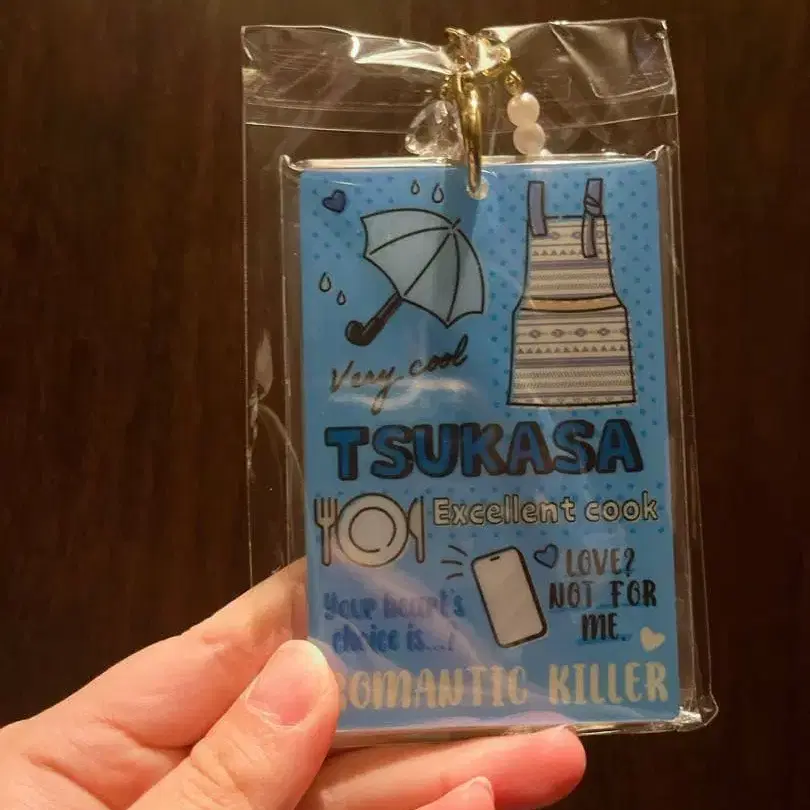 Very cool
TSUKASA
Excellent cook
LOVE?
NOT FOR
ME.
Your heart's
choice is...!
ROMANTIC KILLER